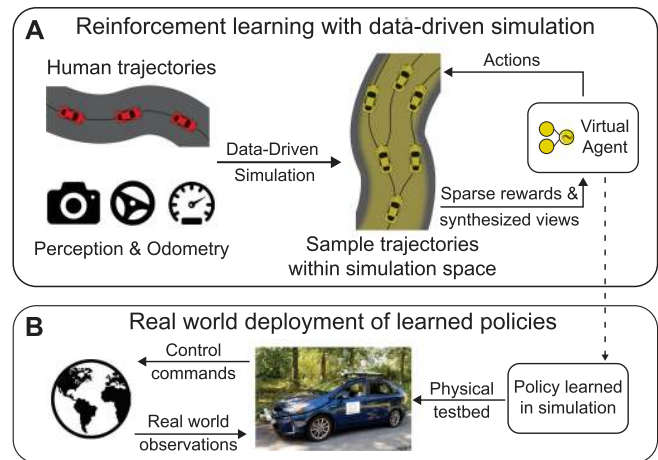 A
Reinforcement learning with data-driven simulation
Human trajectories
Data-Driven
Simulation
Perception & Odometry
Actions
Virtual
Agent
Sparse rewards &
synthesized views
Sample trajectories
within simulation space
B
Real world deployment of learned policies
Control
commands
Real world
observations
Physical
testbed
Policy learned
in simulation